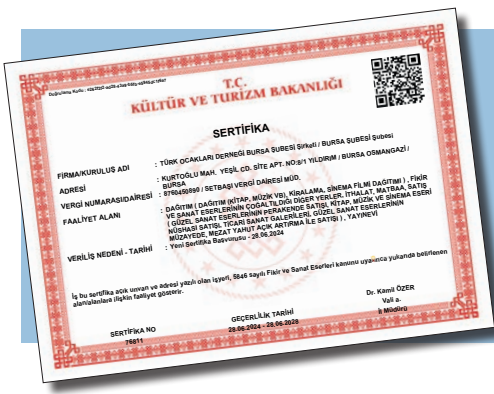 T.C.
KÜLTÜR VE TURİZM BAKANLIĞI
SERTİFİKA
FİRMA/KURULUŞ ADI : TÜRK OCAKLARI DERNEĞİ BURSA ŞUBESİ Şirketi / BURSA ŞUBESİ Şubesi
ADRESİ : KURTOĞLU MAH. YEŞİL CD. SİTE APT. NO:8/1 YILDIRIM / BURSA OSMANGAZİ /
BURSA
VERGİ NUMARASI/DAİRESİ : 8760450890 / SETBAŞI VERGİ DAİRESİ MÜD.
FAALİYET ALANI : DAĞITIM ( DAĞITIM (KİTAP, MÜZİK VB), KİRALAMA, SİNEMA FİLMİ DAĞITIMI ) , FİKİR
VE SANAT ESERLERİNİN ÇOĞALTILDIĞI DİĞER YERLER, İTHALAT, MATBAA, SATIŞ
( GÜZEL SANAT ESERLERİNİN PERAKENDE SATIŞI, KİTAP, MÜZİK VE SİNEMA ESERİ
NÜSHASI SATIŞI, TİCARİ SANAT GALERİLERİ, GÜZEL SANAT ESERLERİNİN
MÜZAYEDE, MEZAT YAHUT AÇIK ARTIRMA İLE SATIŞI ) , YAYINEVİ
VERİLİŞ NEDENİ - TARİHİ : Yeni Sertifika Başvurusu - 28.06.2024
İş bu sertifika açık unvan ve adresi yazılı olan işyeri, 5846 sayılı Fikir ve Sanat Eserleri kanunu uyarınca yukarıda belirlenen
alan/alanlara ilişkin faaliyet gösterir.
SERTİFİKA NO
76811
GEÇERLİLİK TARİHİ
28.06.2024 - 28.06.2028
Dr. Kamil ÖZER
Vali a.
İl Müdürü